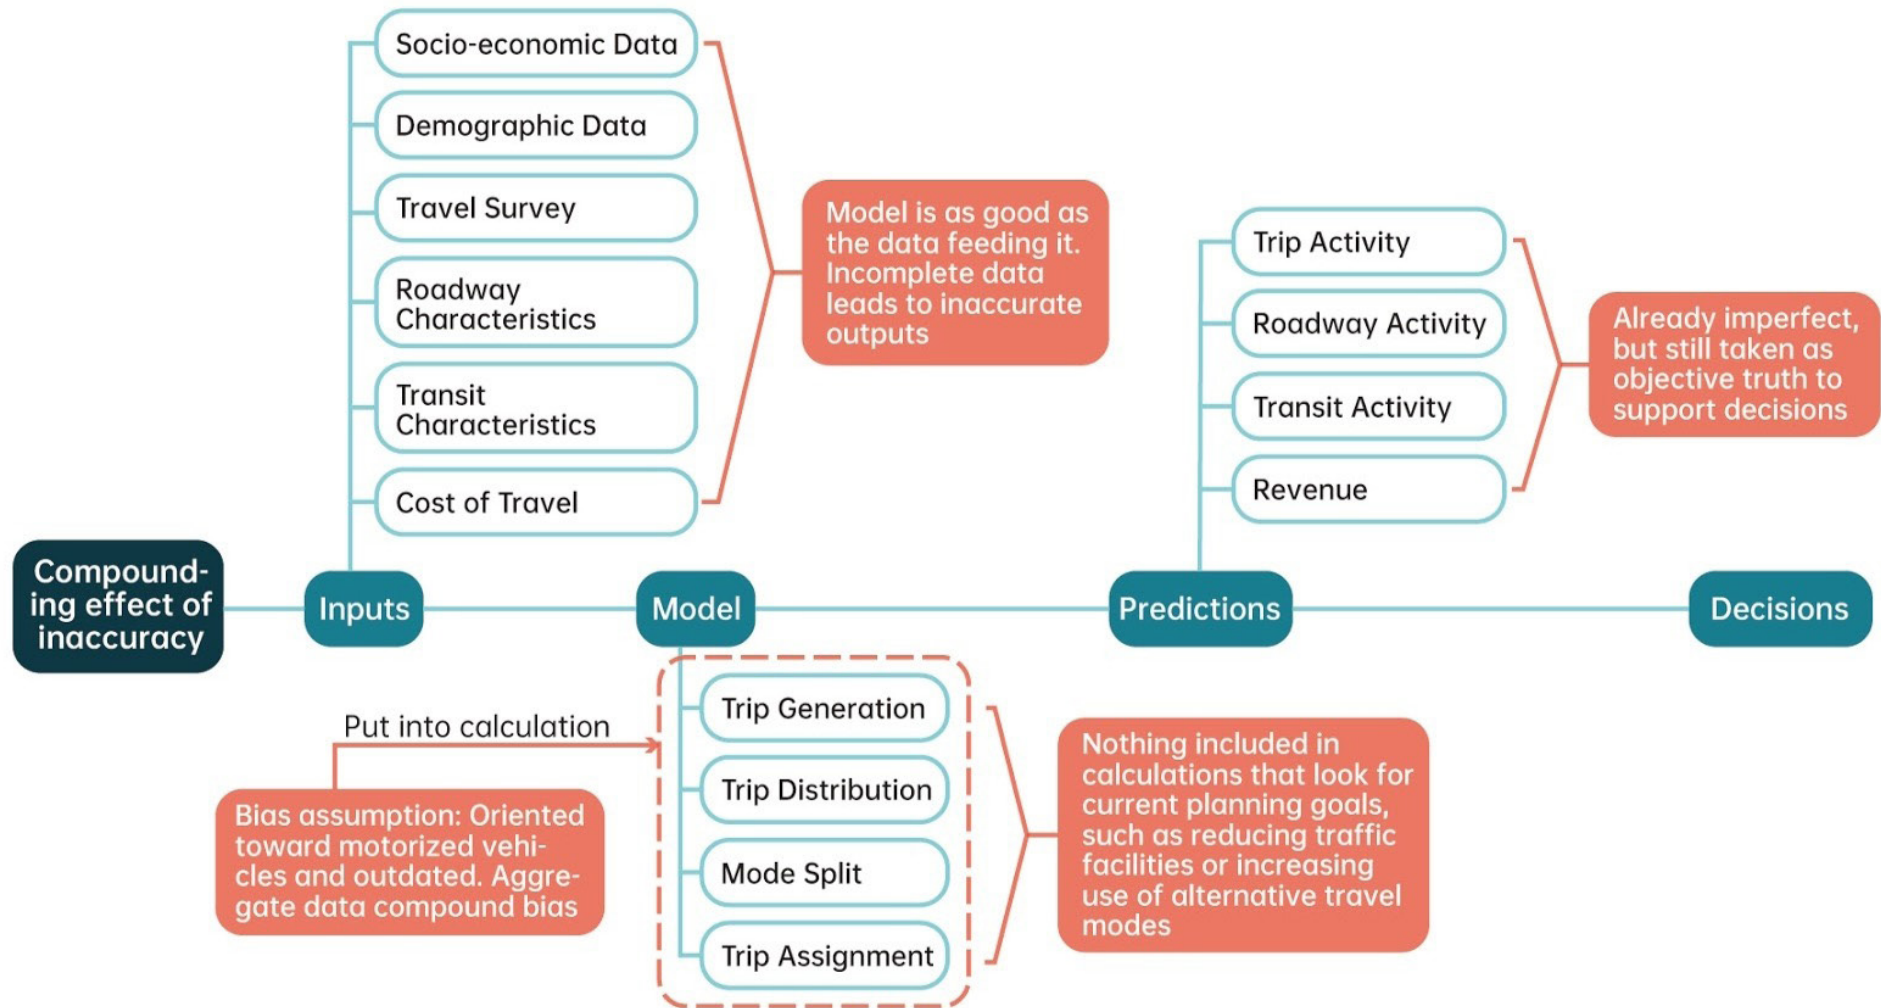 Socio-economic Data
Demographic Data
Travel Survey
Roadway
Characteristics
Transit
Characteristics
Cost of Travel
Model is as good as
the data feeding it.
Incomplete data
leads to inaccurate
outputs
Trip Activity
Roadway Activity
Transit Activity
Revenue
Already imperfect,
but still taken as
objective truth to
support decisions
Compound-
ing effect of
inaccuracy
Inputs
Model
Predictions
Decisions
Put into calculation
Bias assumption: Oriented
toward motorized vehi-
cles and outdated. Aggre-
gate data compound bias
Trip Generation
Trip Distribution
Mode Split
Trip Assignment
Nothing included in
calculations that look for
current planning goals,
such as reducing traffic
facilities or increasing
use of alternative travel
modes